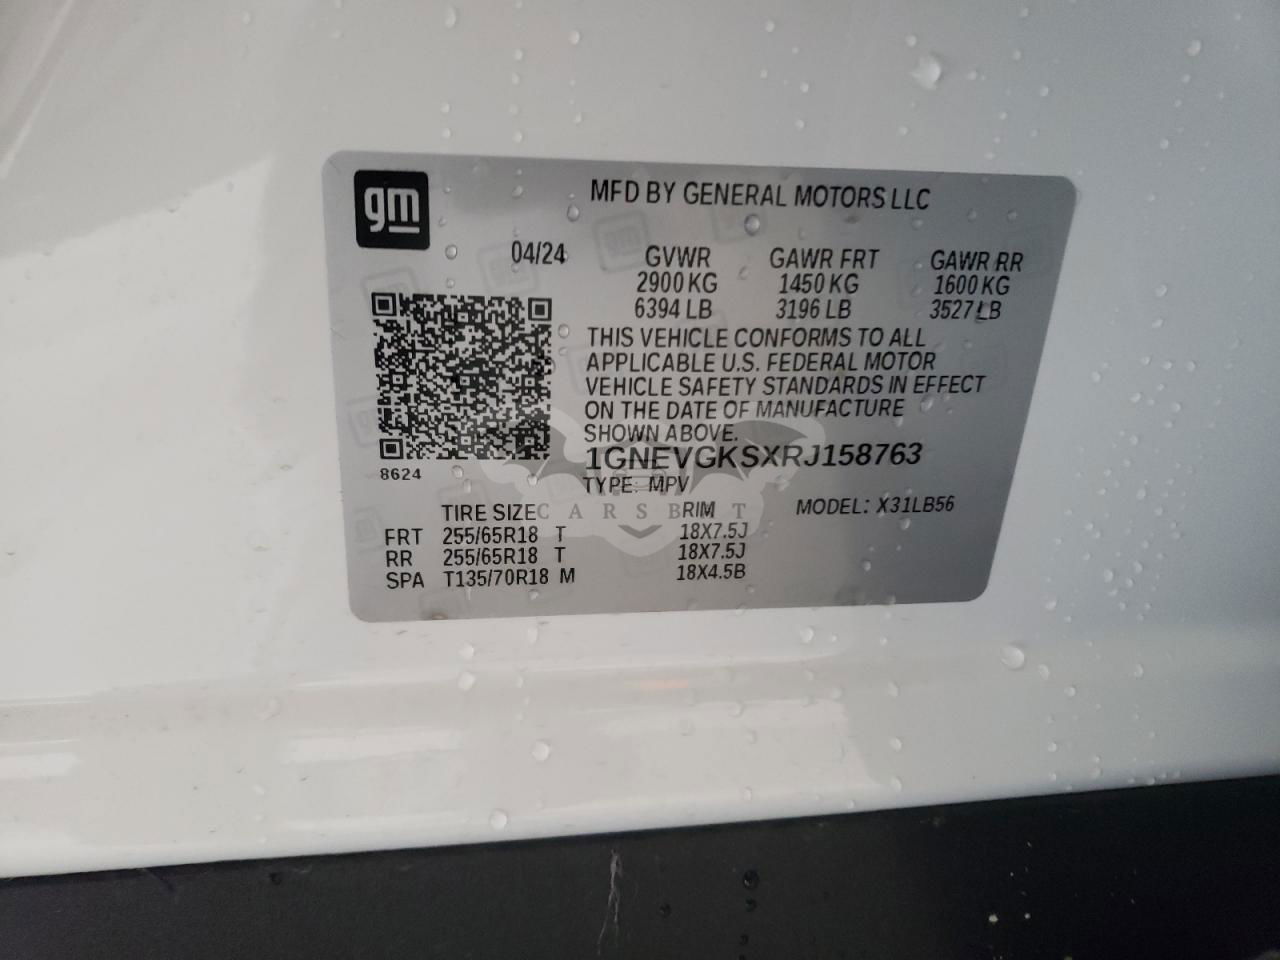 gm
MFD BY GENERAL MOTORS LLC
04/24 GVWR GAWR FRT GAWR RR
2900 KG 1450 KG 1600 KG
6394 LB 3196 LB 3527 LB
THIS VEHICLE CONFORMS TO ALL
APPLICABLE U.S. FEDERAL MOTOR
VEHICLE SAFETY STANDARDS IN EFFECT
ON THE DATE OF MANUFACTURE
SHOWN ABOVE.
8624
1GNEVGKSXRJ158763
TYPE: MPV
TIRE SIZE RIM MODEL: X31LB56
CARSBIT
FRT 255/65R18 T 18X7.5J
RR 255/65R18 T 18X7.5J
SPA T135/70R18 M 18X4.5B